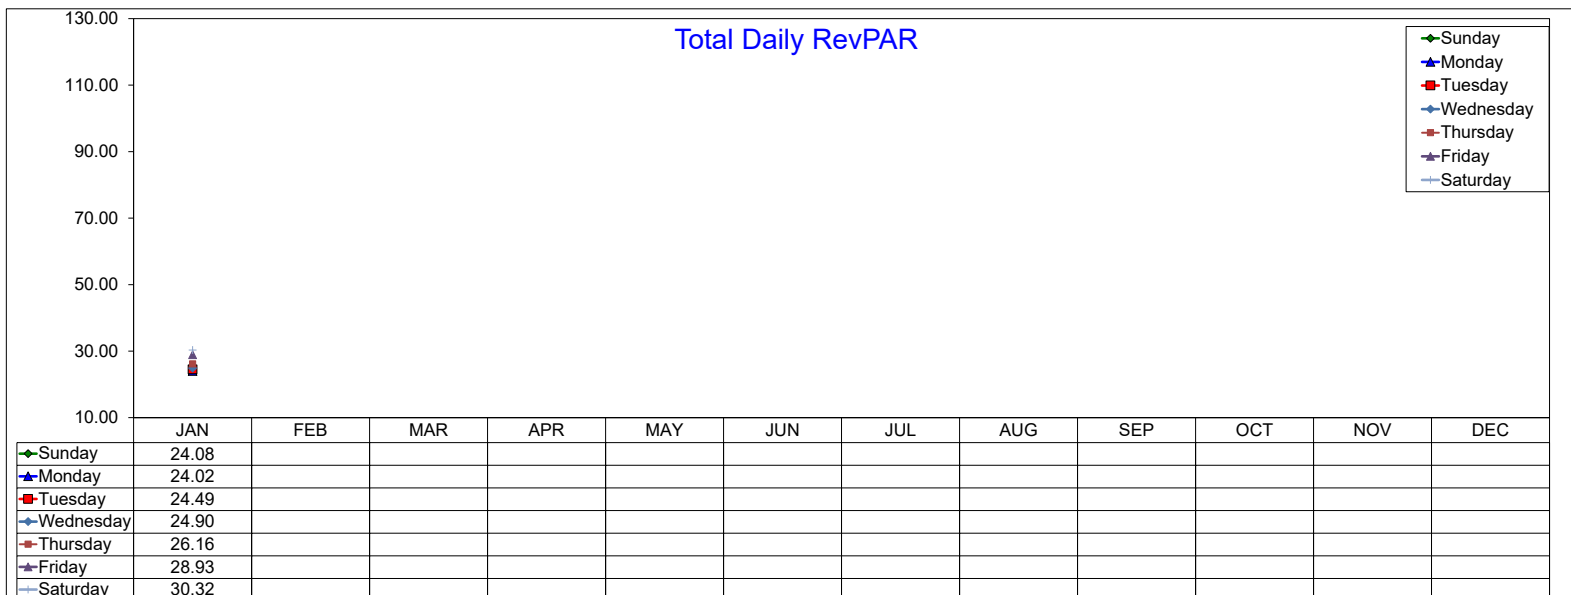 Total Daily RevPAR
130.00
110.00
90.00
70.00
50.00
30.00
10.00
Sunday
Monday
Tuesday
Wednesday
Thursday
Friday
Saturday
JAN FEB MAR APR MAY JUN JUL AUG SEP OCT NOV DEC
Sunday 24.08
Monday 24.02
Tuesday 24.49
Wednesday 24.90
Thursday 26.16
Friday 28.93
Saturday 30.32